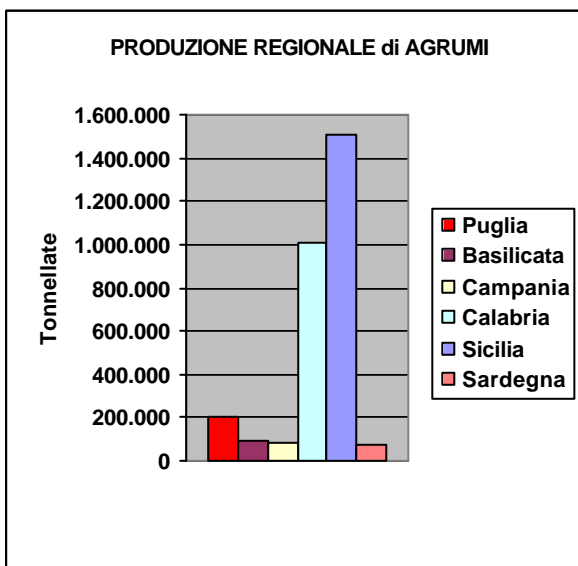 PRODUZIONE REGIONALE di AGRUMI
1.600.000
1.400.000
1.200.000
1.000.000
800.000
600.000
400.000
200.000
0
Tonnellate
Puglia
Basilicata
Campania
Calabria
Sicilia
Sardegna